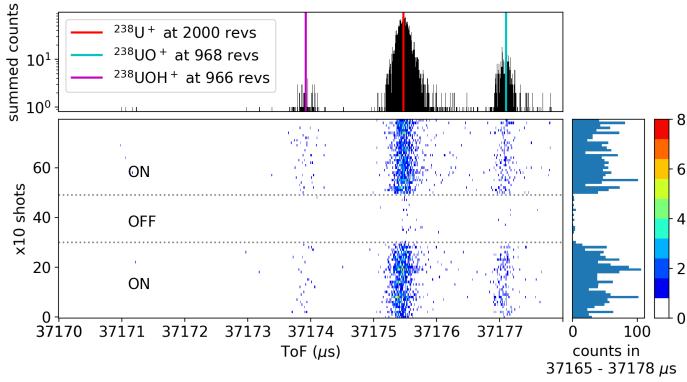 summed counts
10¹
10⁰
²³⁸U⁺ at 2000 revs
²³⁸UO⁺ at 968 revs
²³⁸UOH⁺ at 966 revs
x10 shots
60
40
20
0
ON
OFF
ON
37170 37171 37172 37173 37174 37175 37176 37177
ToF (μs)
0 100
counts in
37165 - 37178 μs
8
6
4
2
0